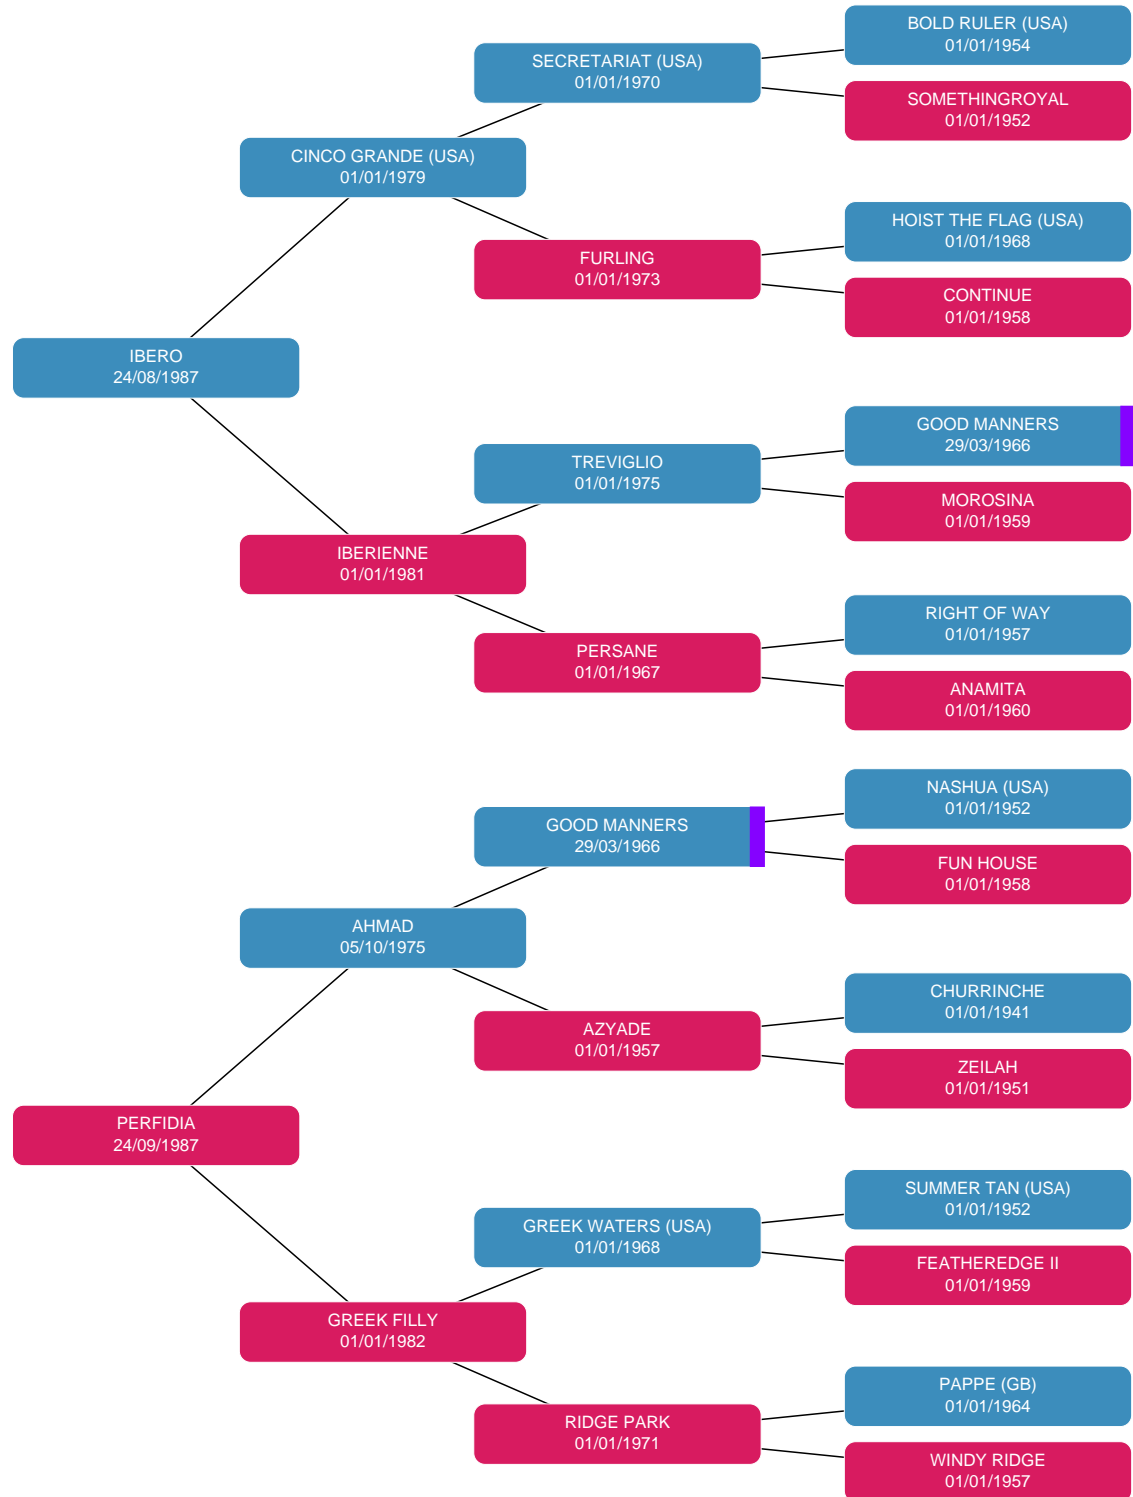 BOLD RULER (USA)
01/01/1954
SECRETARIAT (USA)
01/01/1970
SOMETHINGROYAL
01/01/1952
CINCO GRANDE (USA)
01/01/1979
HOIST THE FLAG (USA)
01/01/1968
FURLING
01/01/1973
CONTINUE
01/01/1958
IBERO
24/08/1987
GOOD MANNERS
29/03/1966
TREVIGLIO
01/01/1975
MOROSINA
01/01/1959
IBERIENNE
01/01/1981
RIGHT OF WAY
01/01/1957
PERSANE
01/01/1967
ANAMITA
01/01/1960
NASHUA (USA)
01/01/1952
GOOD MANNERS
29/03/1966
FUN HOUSE
01/01/1958
AHMAD
05/10/1975
CHURRINCHE
01/01/1941
AZYADE
01/01/1957
ZEILAH
01/01/1951
PERFIDIA
24/09/1987
SUMMER TAN (USA)
01/01/1952
GREEK WATERS (USA)
01/01/1968
FEATHEREDGE II
01/01/1959
GREEK FILLY
01/01/1982
PAPPE (GB)
01/01/1964
RIDGE PARK
01/01/1971
WINDY RIDGE
01/01/1957